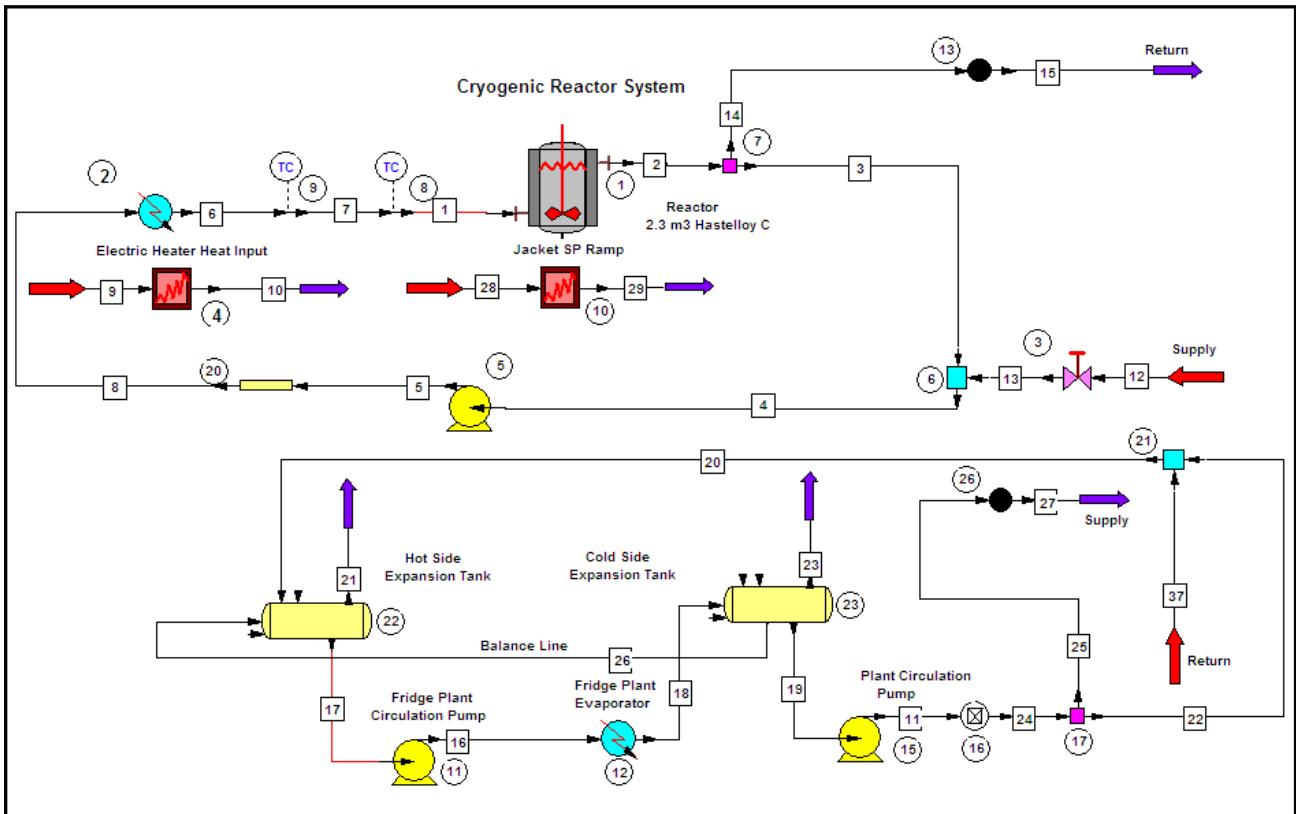 13
Return
15
Cryogenic Reactor System
14
7
TC
TC
2
9
8
1
2
3
6
7
1
Reactor
2.3 m3 Hastelloy C
Electric Heater Heat Input
Jacket SP Ramp
9
10
28
29
4
10
3
Supply
20
5
6
13
12
8
5
4
21
20
26
27
Supply
Hot Side
Expansion Tank
Cold Side
Expansion Tank
21
23
22
23
37
Balance Line
26
25
Return
17
Fridge Plant
Circulation Pump
Fridge Plant
Evaporator
18
19
Plant Circulation
Pump
16
11
24
22
11
12
15
16
17